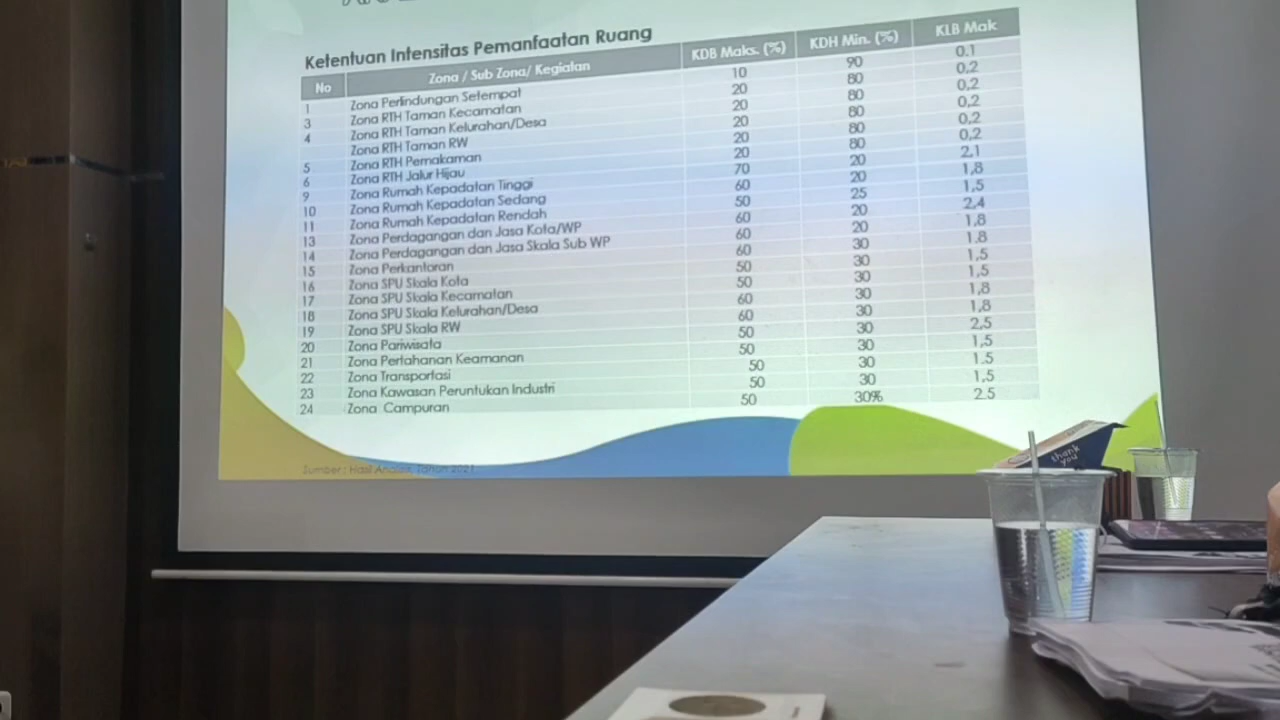 Ketentuan Intensitas Pemanfaatan Ruang
No Zona / Sub Zona/ Kegiatan KDB Maks. (%) KDH Min. (%) KLB Mak
1 Zona Perlindungan Setempat 10 90 0.1
3 Zona RTH Taman Kecamatan 20 80 0,2
4 Zona RTH Taman Kelurahan/Desa 20 80 0,2
Zona RTH Taman RW 20 80 0,2
5 Zona RTH Pemakaman 20 80 0,2
6 Zona RTH Jalur Hijau 20 80 0,2
9 Zona Rumah Kepadatan Tinggi 70 20 2,1
10 Zona Rumah Kepadatan Sedang 60 20 1,8
11 Zona Rumah Kepadatan Rendah 50 25 1,5
13 Zona Perdagangan dan Jasa Kota/WP 60 20 2,4
14 Zona Perdagangan dan Jasa Skala Sub WP 60 20 1,8
15 Zona Perkantoran 60 30 1,8
16 Zona SPU Skala Kota 50 30 1,5
17 Zona SPU Skala Kecamatan 50 30 1,5
18 Zona SPU Skala Kelurahan/Desa 60 30 1,8
19 Zona SPU Skala RW 60 30 1,8
20 Zona Pariwisata 50 30 2,5
21 Zona Pertahanan Keamanan 50 30 1,5
22 Zona Transportasi 50 30 1.5
23 Zona Kawasan Peruntukan Industri 50 30 1,5
24 Zona Campuran 50 30% 2.5
Sumber : Hasil Analisis, Tahun 2021
thank you